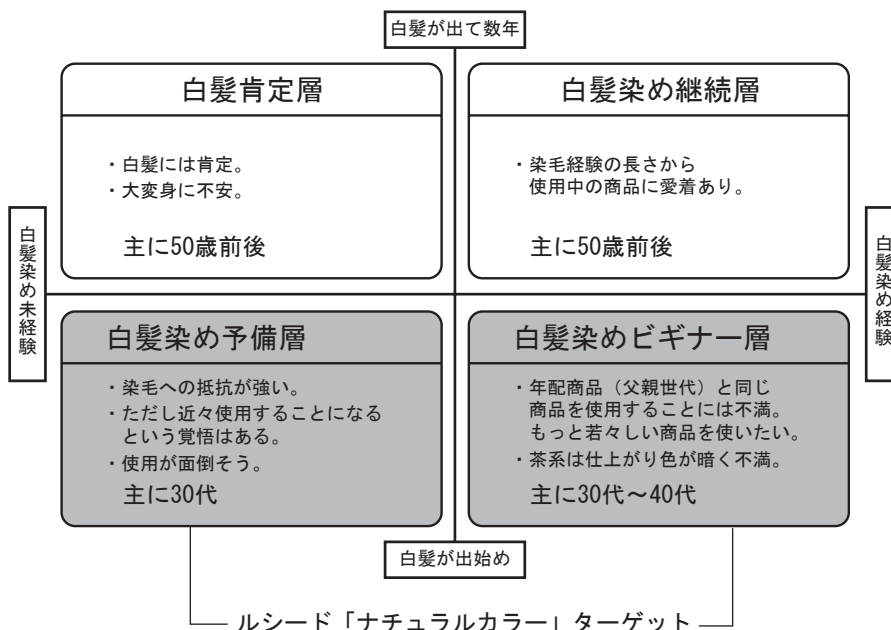 白髪が出て数年
白髪肯定層
・白髪には肯定。
・大変身に不安。
主に50歳前後
白髪染め継続層
・染毛経験の長さから
使用中の商品に愛着あり。
主に50歳前後
白髪染め未経験
白髪染め経験
白髪染め予備層
・染毛への抵抗が強い。
・ただし近々使用することになる
という覚悟はある。
・使用が面倒そう。
主に30代
白髪染めビギナー層
・年配商品（父親世代）と同じ
商品を使用することには不満。
もっと若々しい商品を使いたい。
・茶系は仕上がり色が暗く不満。
主に30代～40代
白髪が出始め
ルシード「ナチュラルカラー」ターゲット